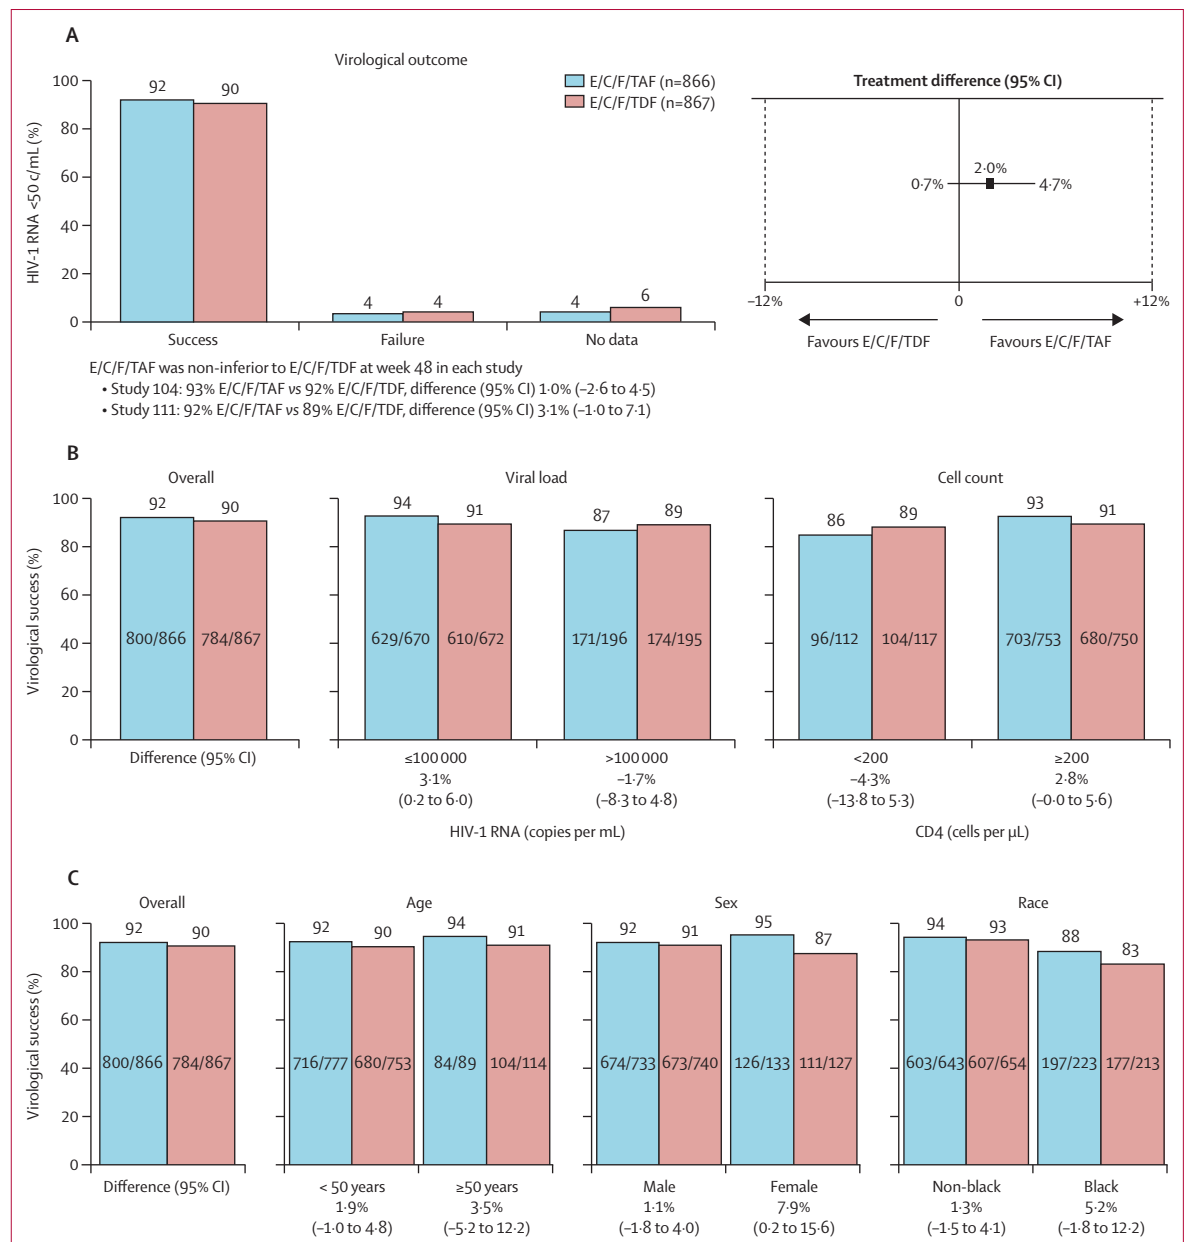 A
Virological outcome
E/C/F/TAF (n=866)
E/C/F/TDF (n=867)
HIV-1 RNA <50 c/mL (%)
100
80
60
40
20
0
92
90
4
4
4
6
Success
Failure
No data
Treatment difference (95% CI)
2·0%
0·7%
4·7%
–12%
0
+12%
Favours E/C/F/TDF
Favours E/C/F/TAF
E/C/F/TAF was non-inferior to E/C/F/TDF at week 48 in each study
• Study 104: 93% E/C/F/TAF vs 92% E/C/F/TDF, difference (95% CI) 1·0% (–2·6 to 4·5)
• Study 111: 92% E/C/F/TAF vs 89% E/C/F/TDF, difference (95% CI) 3·1% (–1·0 to 7·1)
B
Overall
Viral load
Cell count
Virological success (%)
100
80
60
40
20
0
92
90
94
91
87
89
86
89
93
91
800/866
784/867
629/670
610/672
171/196
174/195
96/112
104/117
703/753
680/750
Difference (95% CI)
≤100 000
>100 000
<200
≥200
3·1%
–1·7%
–4·3%
2·8%
(0·2 to 6·0)
(–8·3 to 4·8)
(–13·8 to 5·3)
(–0·0 to 5·6)
HIV-1 RNA (copies per mL)
CD4 (cells per µL)
C
Overall
Age
Sex
Race
Virological success (%)
100
80
60
40
20
0
92
90
92
90
94
91
92
91
95
87
94
93
88
83
800/866
784/867
716/777
680/753
84/89
104/114
674/733
673/740
126/133
111/127
603/643
607/654
197/223
177/213
Difference (95% CI)
< 50 years
≥50 years
Male
Female
Non-black
Black
1·9%
3·5%
1·1%
7·9%
1·3%
5·2%
(–1·0 to 4·8)
(–5·2 to 12·2)
(–1·8 to 4·0)
(0·2 to 15·6)
(–1·5 to 4·1)
(–1·8 to 12·2)